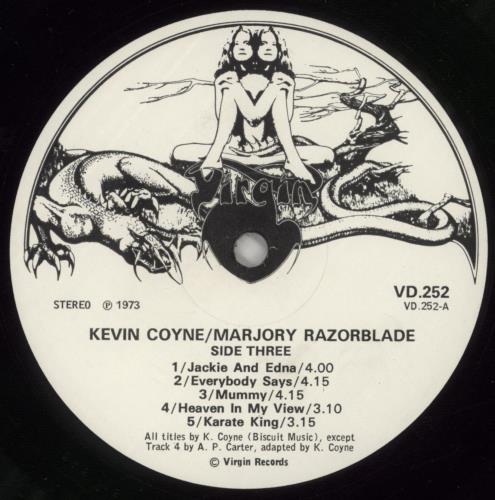 Virgin
STEREO ℗ 1973
VD.252
VD.252-A
KEVIN COYNE/MARJORY RAZORBLADE
SIDE THREE
1/Jackie And Edna/4.00
2/Everybody Says/4.15
3/Mummy/4.15
4/Heaven In My View/3.10
5/Karate King/3.15
All titles by K. Coyne (Biscuit Music), except
Track 4 by A. P. Carter, adapted by K. Coyne
© Virgin Records